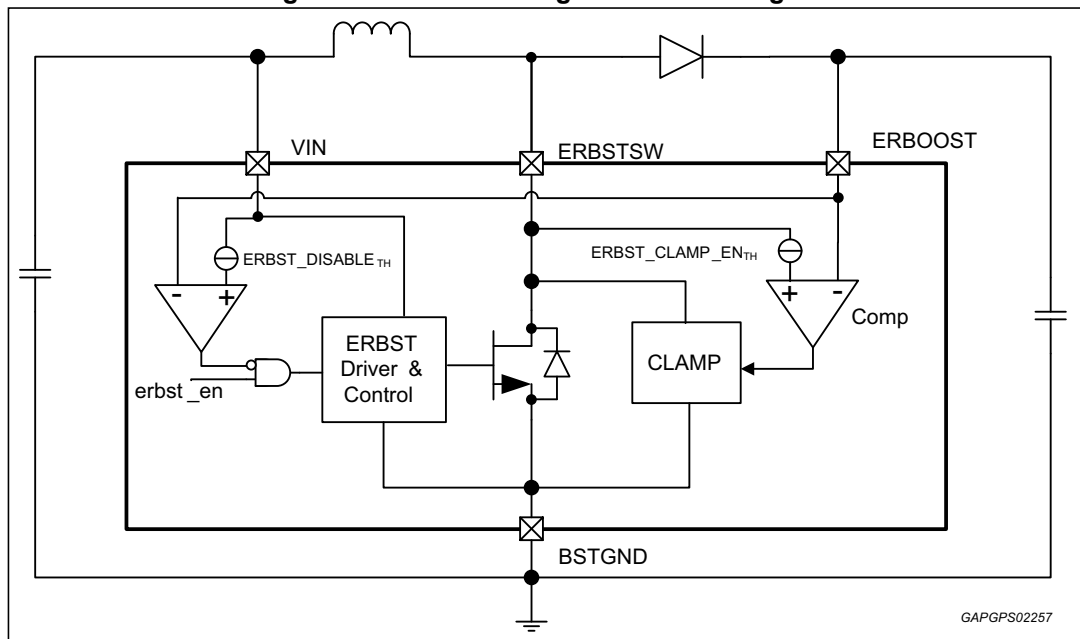 VIN
ERBSTSW
ERBOOST
ERBST_DISABLE TH
ERBST_CLAMP_EN TH
- +
+ -
Comp
ERBST
Driver &
Control
CLAMP
erbst _en
BSTGND
GAPGPS02257